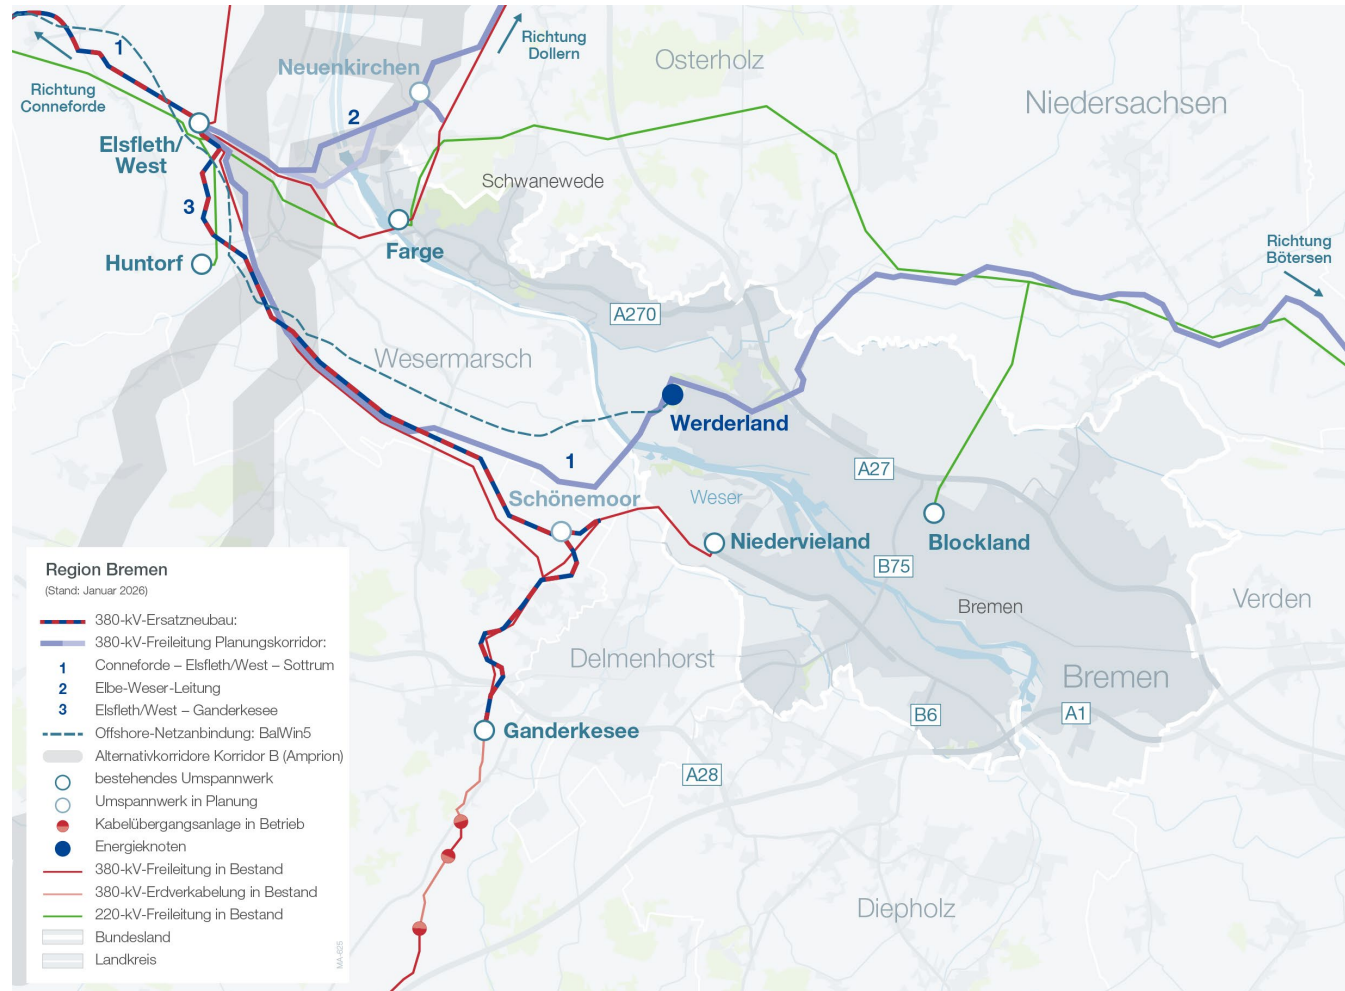 1
Richtung
Conneforde
Richtung
Dollern
Neuenkirchen
2
Osterholz
Niedersachsen
Elsfleth/
West
Schwanewede
3
Huntorf
Farge
Richtung
Bötersen
A270
Wesermarsch
Werderland
1
A27
Schönemoor
Weser
Niedervieland
Blockland
B75
Bremen
Verden
Delmenhorst
Bremen
B6
A1
Ganderkesee
A28
Diepholz
Region Bremen
(Stand: Januar 2026)
380-kV-Ersatzneubau:
380-kV-Freileitung Planungskorridor:
1 Conneforde – Elsfleth/West – Sottrum
2 Elbe-Weser-Leitung
3 Elsfleth/West – Ganderkesee
Offshore-Netzanbindung: BalWin5
Alternativkorridore Korridor B (Amprion)
bestehendes Umspannwerk
Umspannwerk in Planung
Kabelübergangsanlage in Betrieb
Energieknoten
380-kV-Freileitung in Bestand
380-kV-Erdverkabelung in Bestand
220-kV-Freileitung in Bestand
Bundesland
Landkreis
MA-625